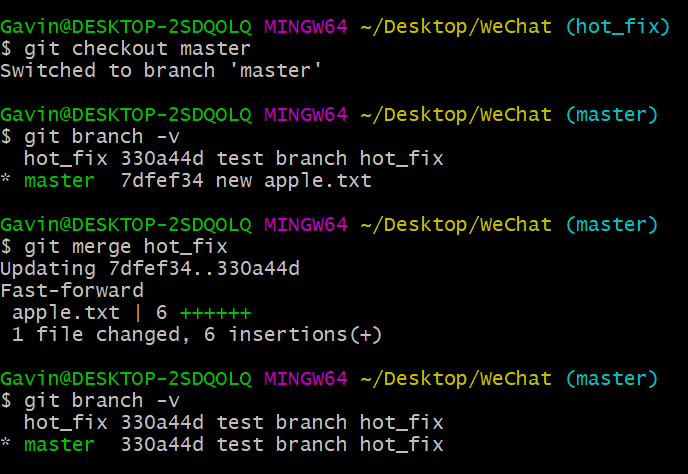 Gavin@DESKTOP-2SDQOLQ MINGW64 ~/Desktop/WeChat (hot_fix)
$ git checkout master
Switched to branch 'master'
Gavin@DESKTOP-2SDQOLQ MINGW64 ~/Desktop/WeChat (master)
$ git branch -v
  hot_fix 330a44d test branch hot_fix
* master  7dfef34 new apple.txt
Gavin@DESKTOP-2SDQOLQ MINGW64 ~/Desktop/WeChat (master)
$ git merge hot_fix
Updating 7dfef34..330a44d
Fast-forward
 apple.txt | 6 ++++++
 1 file changed, 6 insertions(+)
Gavin@DESKTOP-2SDQOLQ MINGW64 ~/Desktop/WeChat (master)
$ git branch -v
  hot_fix 330a44d test branch hot_fix
* master  330a44d test branch hot_fix